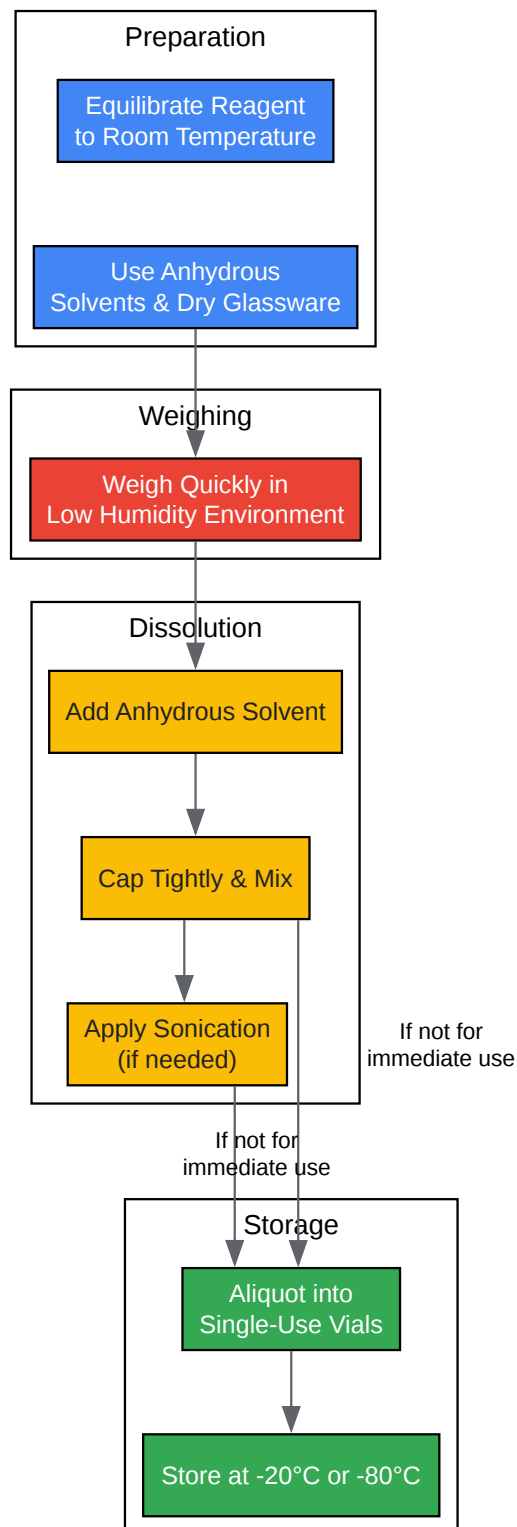 Preparation
Equilibrate Reagent
to Room Temperature
Use Anhydrous
Solvents & Dry Glassware
Weighing
Weigh Quickly in
Low Humidity Environment
Dissolution
Add Anhydrous Solvent
Cap Tightly & Mix
Apply Sonication
(if needed)
If not for
immediate use
If not for
immediate use
Storage
Aliquot into
Single-Use Vials
Store at -20°C or -80°C